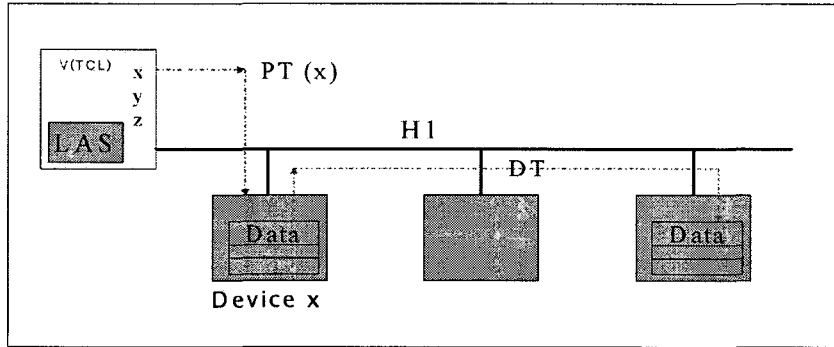 V(TCL)
x
PT (x)
y
z
LAS
H1
DT
Data
Data
Device x